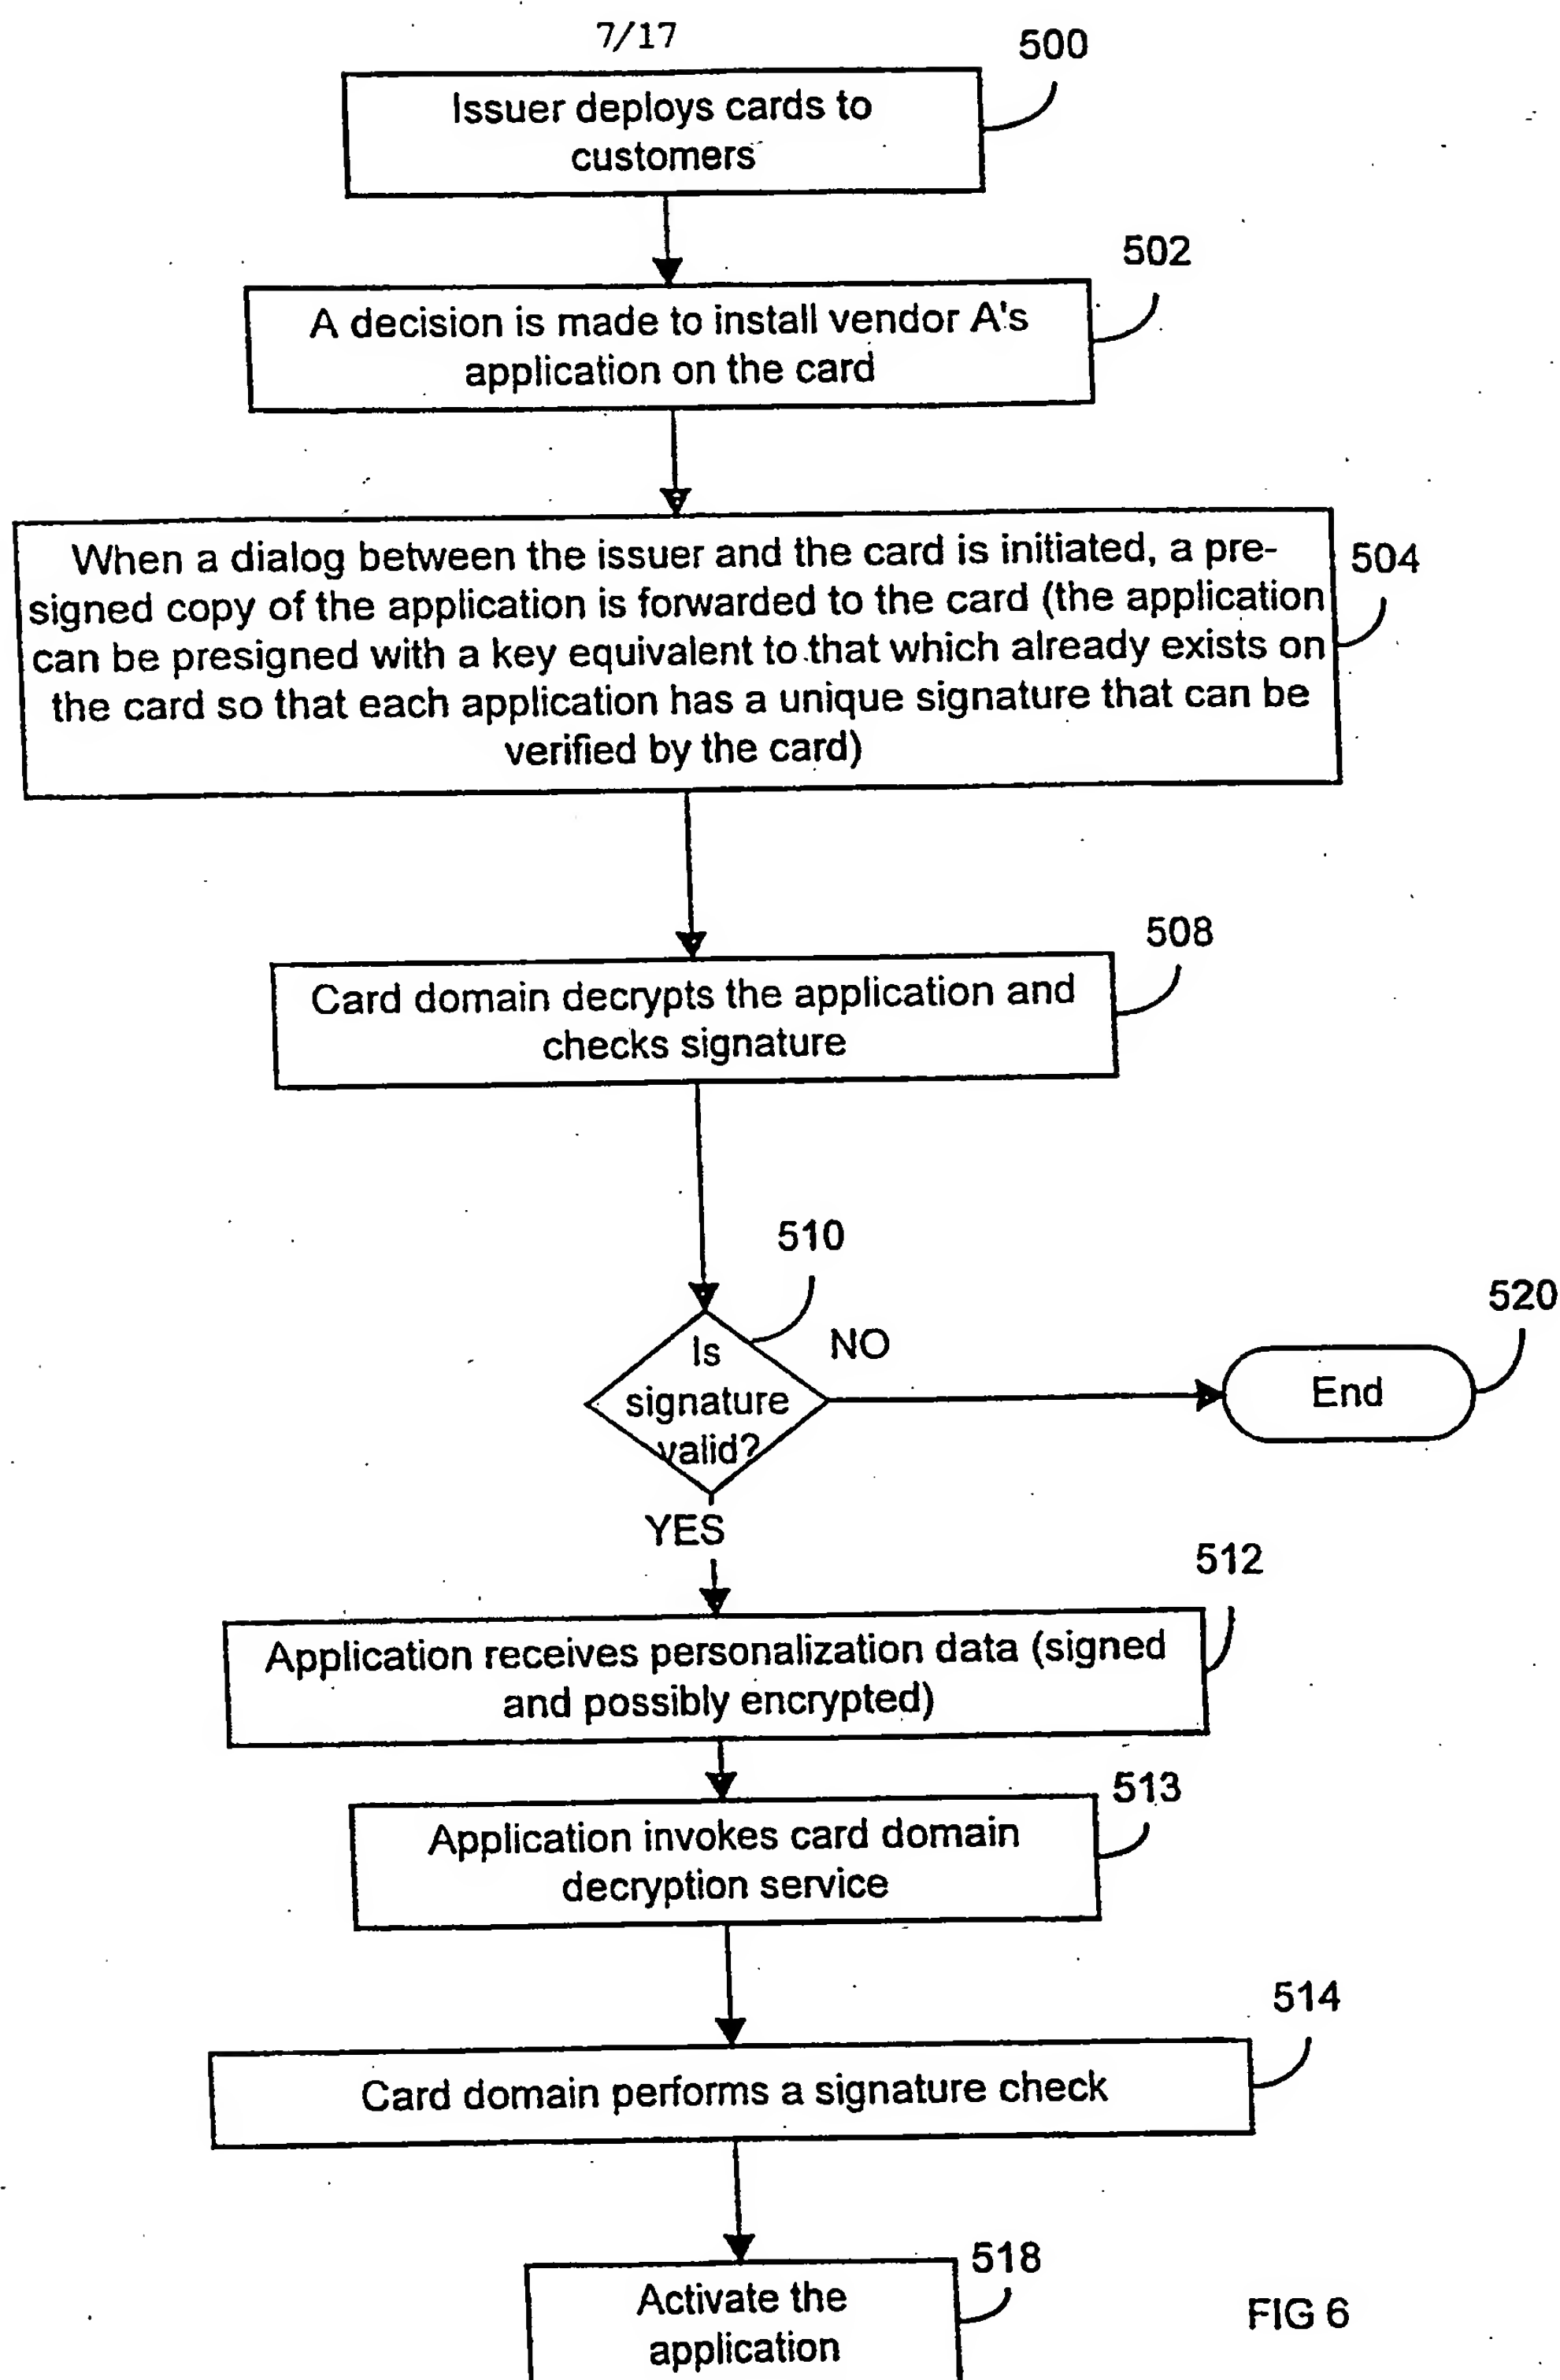 7/17
500
Issuer deploys cards to
customers
502
A decision is made to install vendor A's
application on the card
504
When a dialog between the issuer and the card is initiated, a pre-
signed copy of the application is forwarded to the card (the application
can be presigned with a key equivalent to that which already exists on
the card so that each application has a unique signature that can be
verified by the card)
508
Card domain decrypts the application and
checks signature
510
Is
signature
valid?
NO
520
End
YES
512
Application receives personalization data (signed
and possibly encrypted)
513
Application invokes card domain
decryption service
514
Card domain performs a signature check
518
Activate the
application
FIG 6